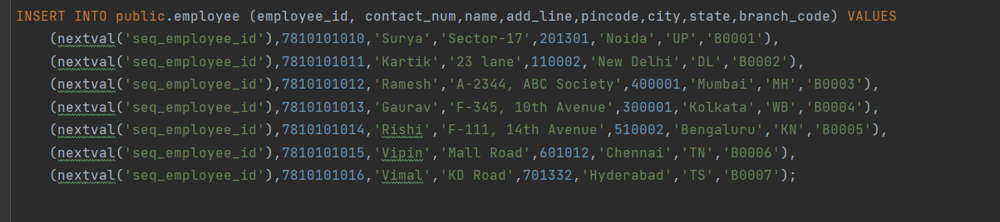 INSERT INTO public.employee (employee_id, contact_num,name,add_line,pincode,city,state,branch_code) VALUES
(nextval('seq_employee_id'),7810101010,'Surya','Sector-17',201301,'Noida','UP','B0001'),
(nextval('seq_employee_id'),7810101011,'Kartik','23 lane',110002,'New Delhi','DL','B0002'),
(nextval('seq_employee_id'),7810101012,'Ramesh','A-2344, ABC Society',400001,'Mumbai','MH','B0003'),
(nextval('seq_employee_id'),7810101013,'Gaurav','F-345, 10th Avenue',300001,'Kolkata','WB','B0004'),
(nextval('seq_employee_id'),7810101014,'Rishi','F-111, 14th Avenue',510002,'Bengaluru','KN','B0005'),
(nextval('seq_employee_id'),7810101015,'Vipin','Mall Road',601012,'Chennai','TN','B0006'),
(nextval('seq_employee_id'),7810101016,'Vimal','KD Road',701332,'Hyderabad','TS','B0007');